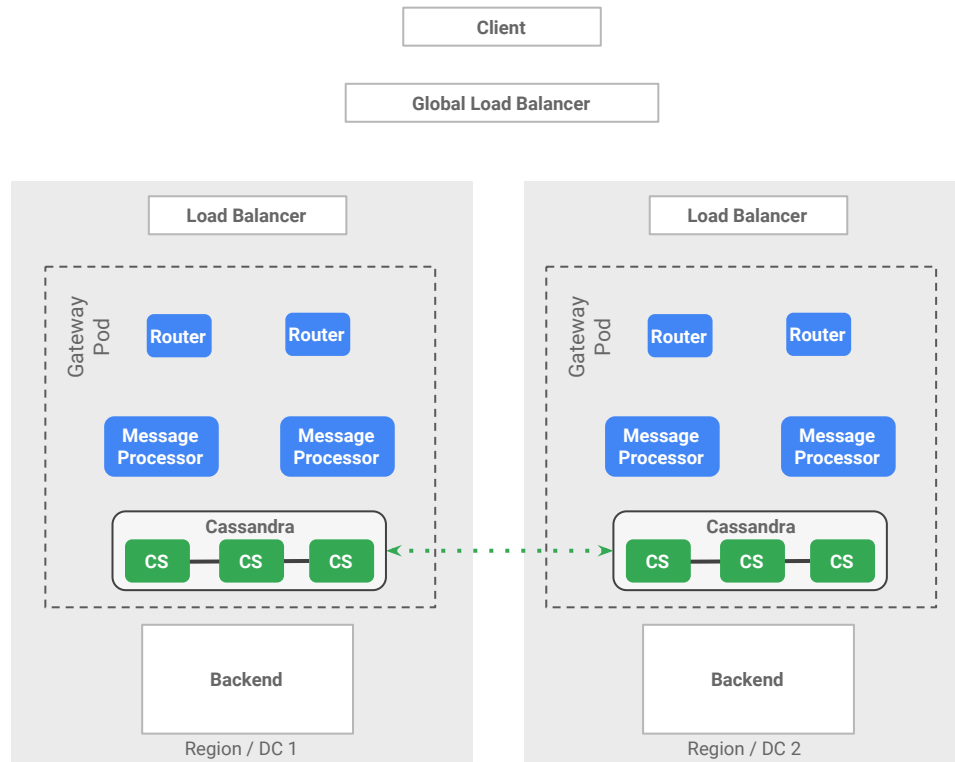 Client
Global Load Balancer
Load Balancer
Gateway
Pod
Router
Router
Message
Processor
Message
Processor
Cassandra
CS
CS
CS
Backend
Region / DC 1
Load Balancer
Gateway
Pod
Router
Router
Message
Processor
Message
Processor
Cassandra
CS
CS
CS
Backend
Region / DC 2